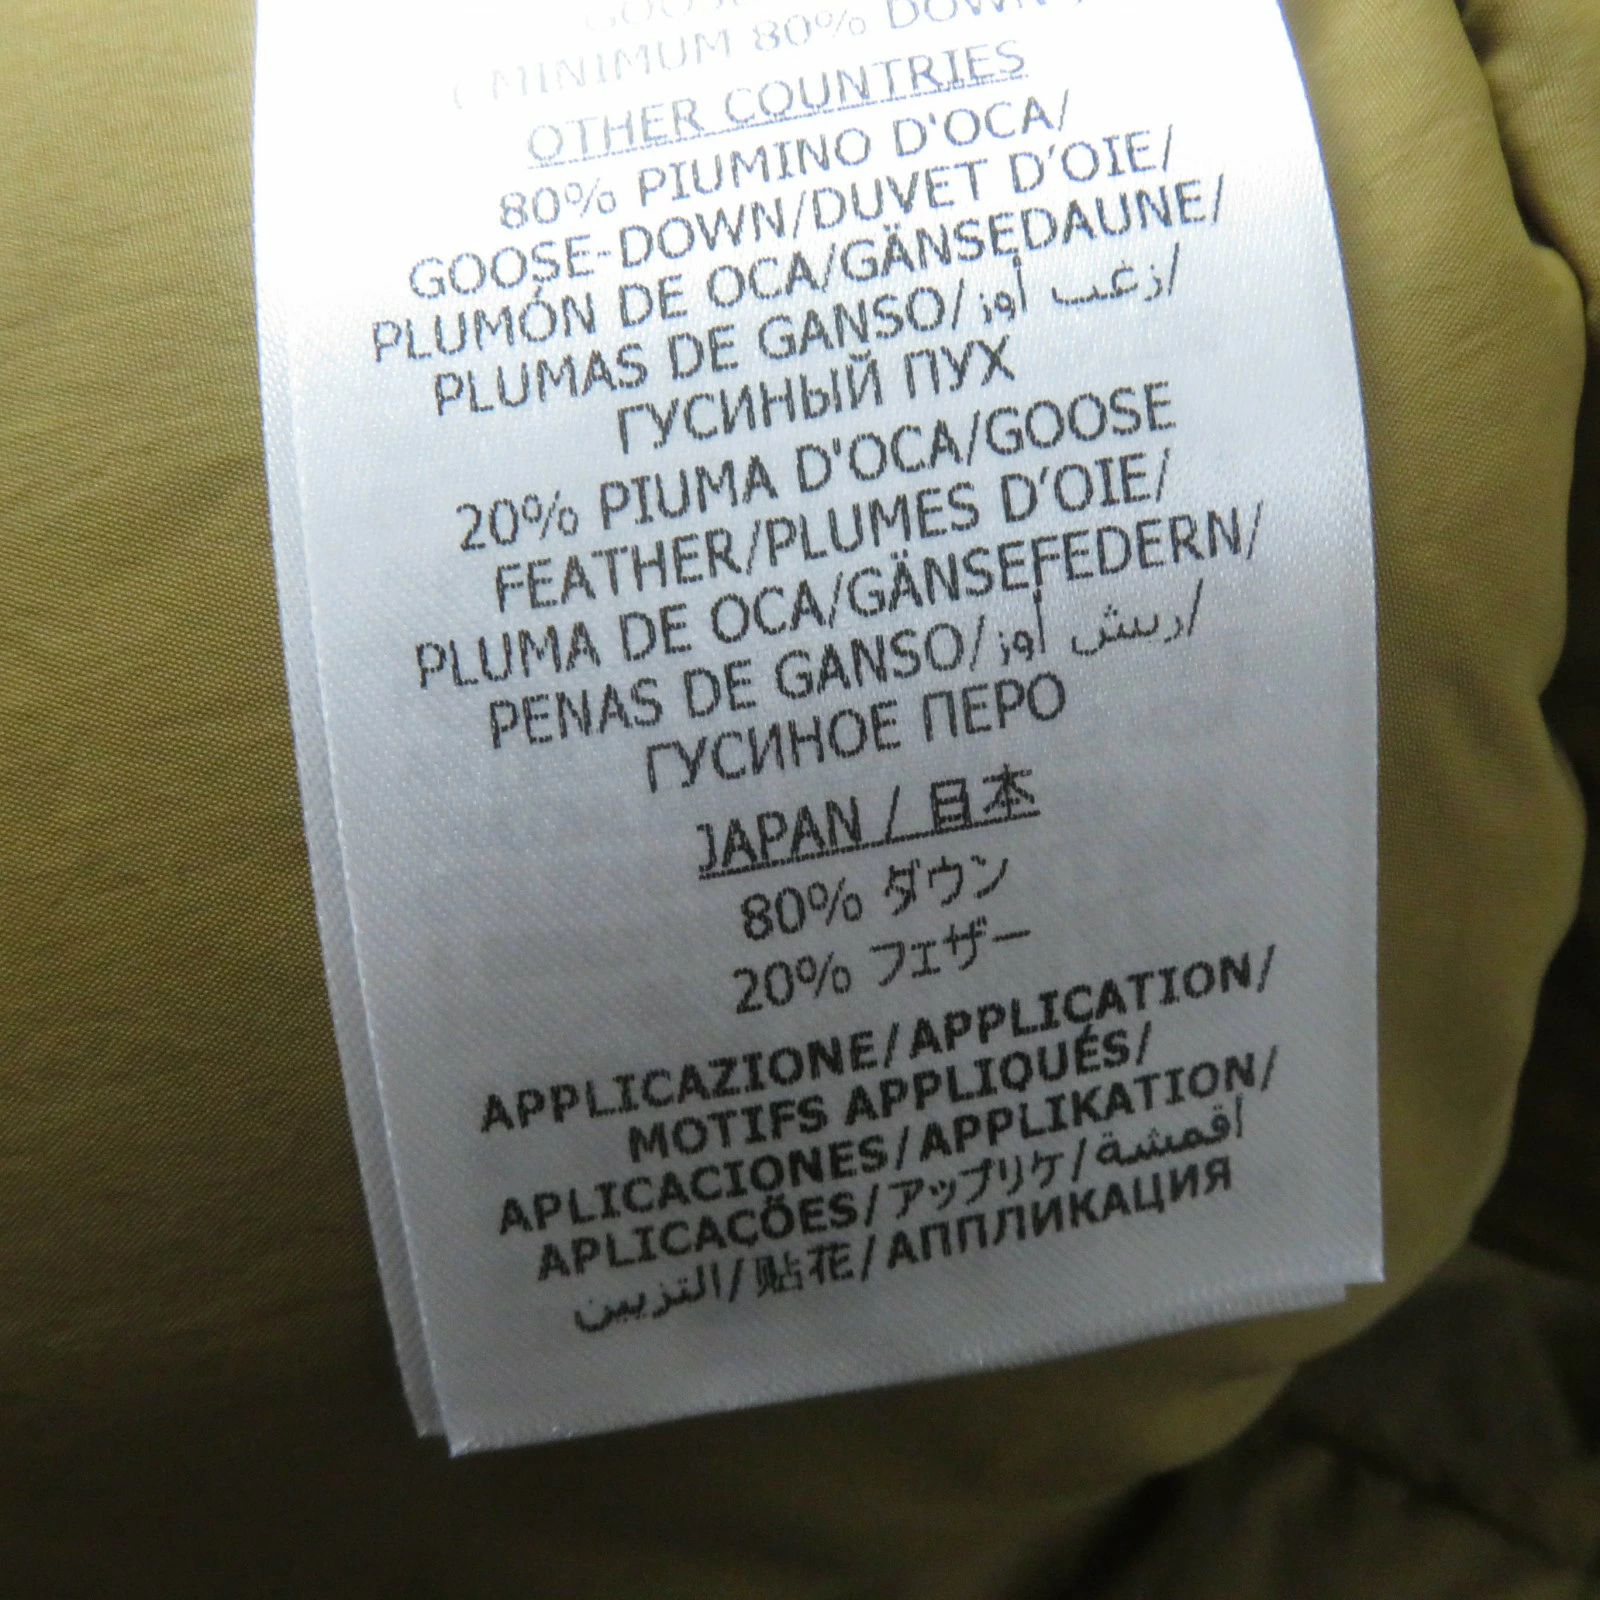 GOOSE
( MINIMUM 80% DOWN
OTHER COUNTRIES
80% PIUMINO D'OCA/
GOOSE-DOWN/DUVET D'OIE/
PLUMÓN DE OCA/GÄNSEDAUNE/
PLUMAS DE GANSO/زغب أوز/
ГУСИНЫЙ ПУХ
20% PIUMA D'OCA/GOOSE
FEATHER/PLUMES D'OIE/
PLUMA DE OCA/GÄNSEFEDERN/
PENAS DE GANSO/ريش أوز/
ГУСИНОЕ ПЕРО
JAPAN / 日本
80% ダウン
20% フェザー
APPLICAZIONE/APPLICATION/
MOTIFS APPLIQUÉS/
APLICACIONES/APPLIKATION/
APLICAÇÕES/アップリケ/أقمشة
التزيين/贴花/АППЛИКАЦИЯ